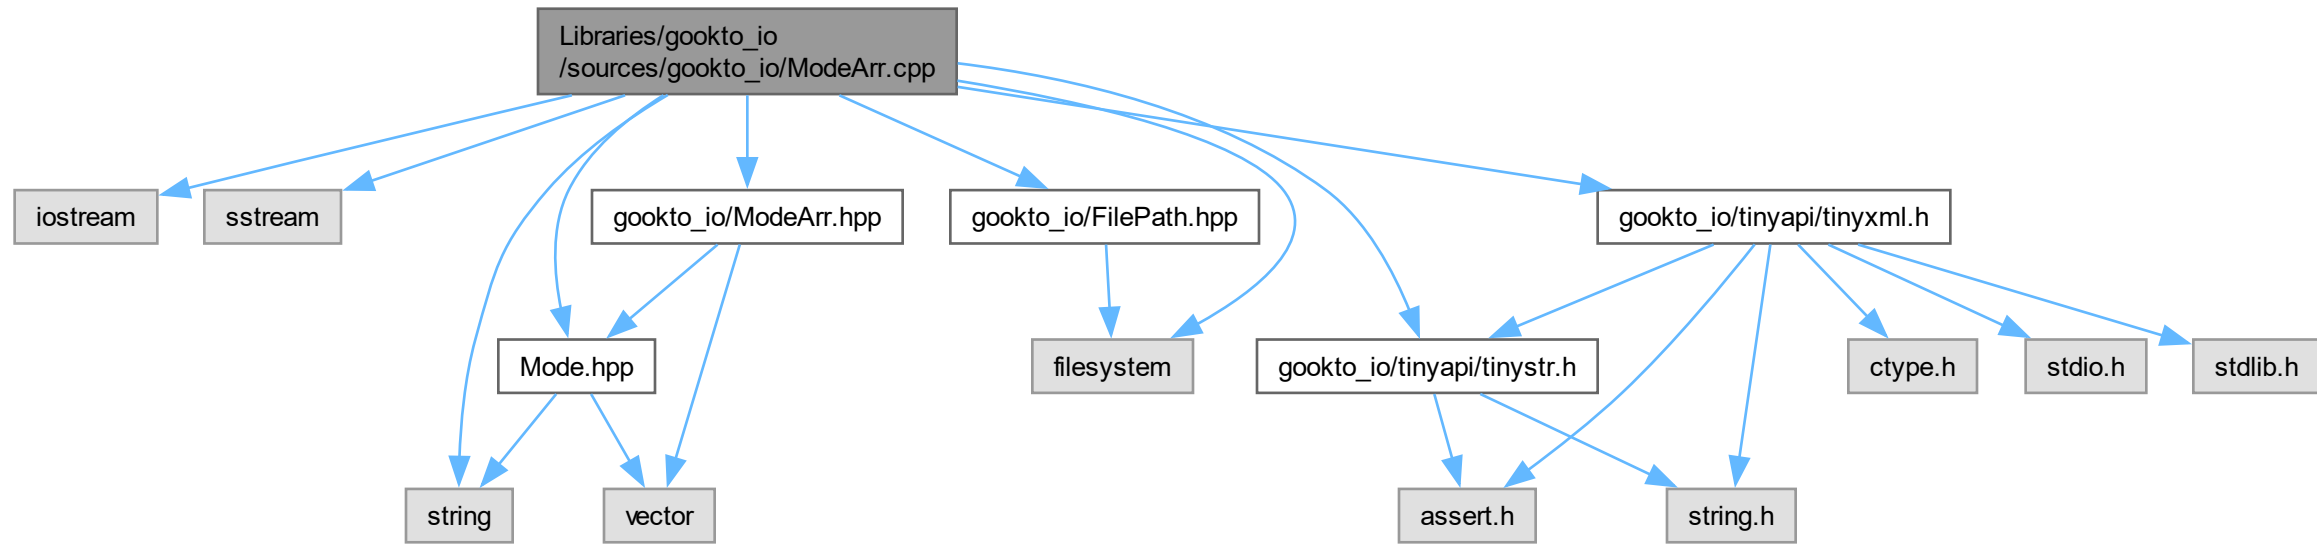 Libraries/gookto_io
/sources/gookto_io/ModeArr.cpp
iostream
sstream
gookto_io/ModeArr.hpp
gookto_io/FilePath.hpp
gookto_io/tinyapi/tinyxml.h
Mode.hpp
filesystem
gookto_io/tinyapi/tinystr.h
ctype.h
stdio.h
stdlib.h
string
vector
assert.h
string.h